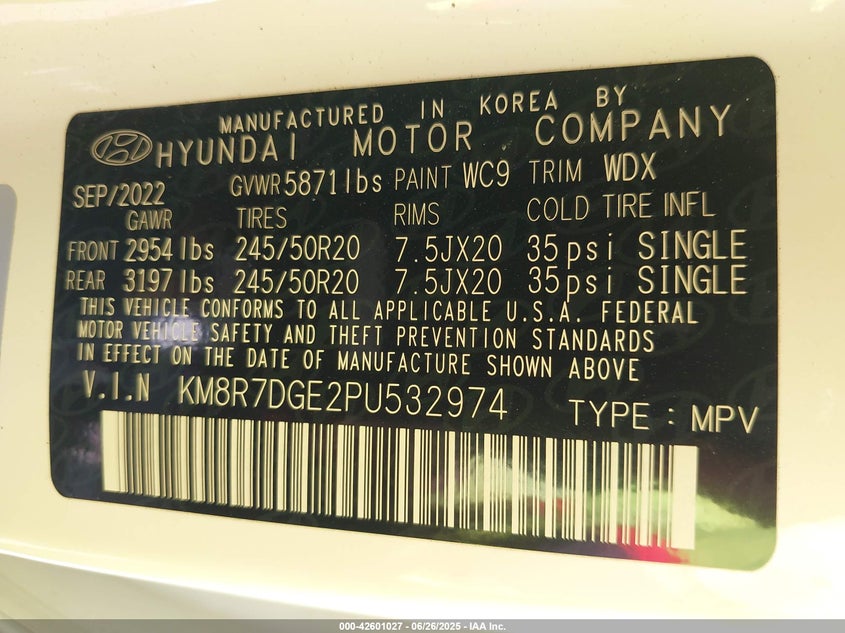 MANUFACTURED IN KOREA BY
HYUNDAI MOTOR COMPANY
SEP/2022 GVWR 5871lbs PAINT WC9 TRIM WDX
GAWR TIRES RIMS COLD TIRE INFL
FRONT 2954 lbs 245/50R20 7.5JX20 35psi SINGLE
REAR 3197 lbs 245/50R20 7.5JX20 35psi SINGLE
THIS VEHICLE CONFORMS TO ALL APPLICABLE U.S.A. FEDERAL
MOTOR VEHICLE SAFETY AND THEFT PREVENTION STANDARDS
IN EFFECT ON THE DATE OF MANUFACTURE SHOWN ABOVE
V.I.N KM8R7DGE2PU532974 TYPE : MPV
000-42601027 - 06/26/2025 - IAA Inc.